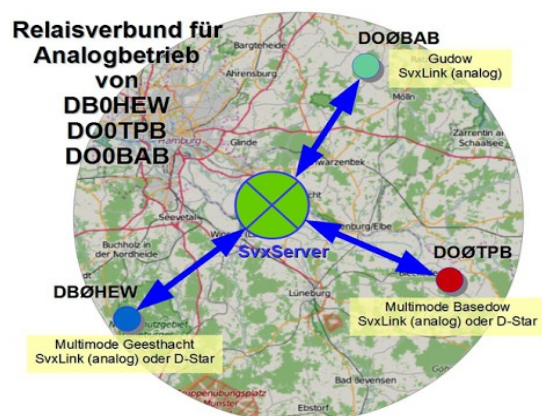 Relaisverbund für
Analogbetrieb
von
DB0HEW
DO0TPB
DO0BAB
DOØBAB
Gudow
SvxLink (analog)
Bargteheide
Ahrensburg
Mölln
Zarrentin am
Schaalsee
Hamburg
Glinde
Seevetal
SvxServer
Buchholz in
der Nordheide
DOØTPB
Multimode Basedow
SvxLink (analog) oder D-Star
DBØHEW
Lüneburg
Multimode Geesthacht
SvxLink (analog) oder D-Star
Bad Bevensen
Munster
Ebstorf